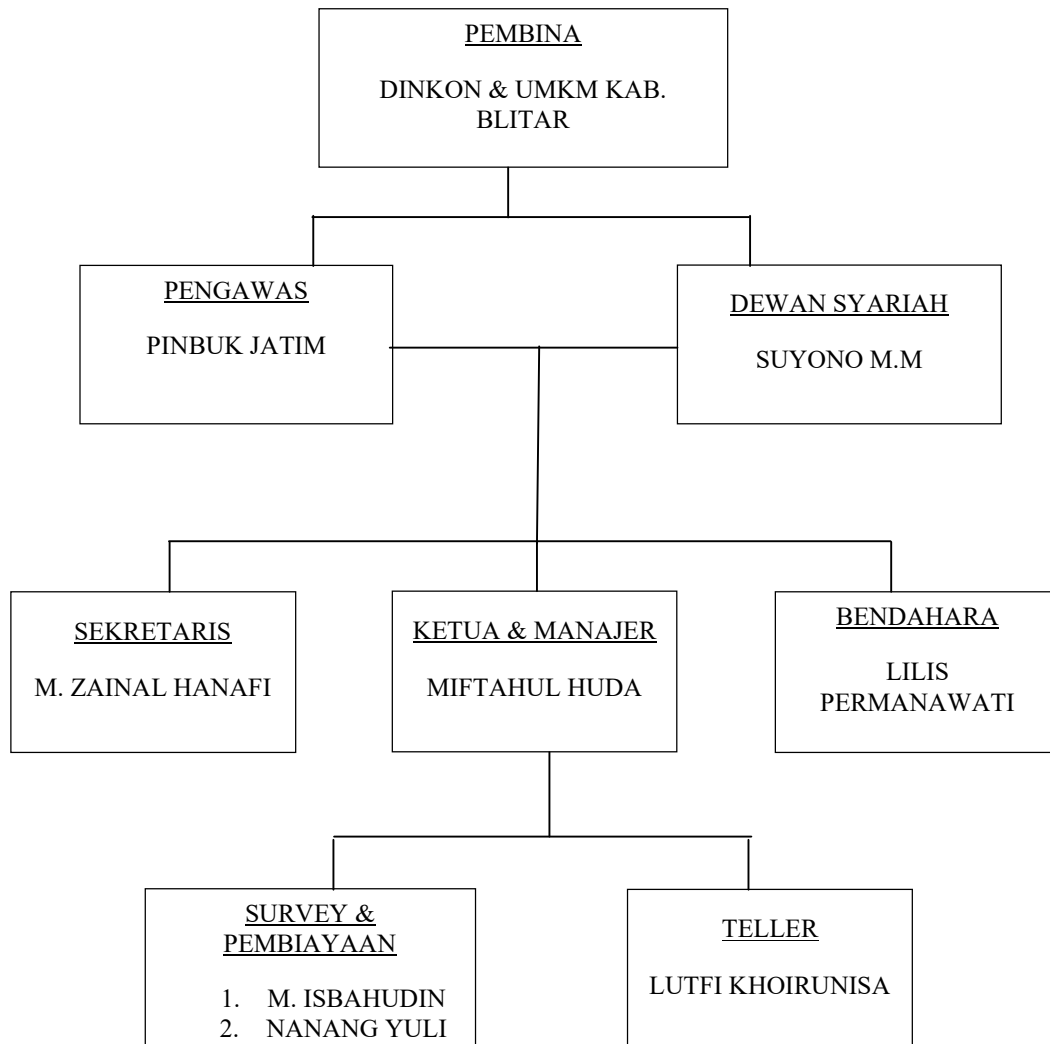 PEMBINA
DINKON & UMKM KAB.
BLITAR
PENGAWAS
PINBUK JATIM
DEWAN SYARIAH
SUYONO M.M
SEKRETARIS
M. ZAINAL HANAFI
KETUA & MANAJER
MIFTAHUL HUDA
BENDAHARA
LILIS
PERMANAWATI
SURVEY &
PEMBIAYAAN
1. M. ISBAHUDIN
2. NANANG YULI
TELLER
LUTFI KHOIRUNISA